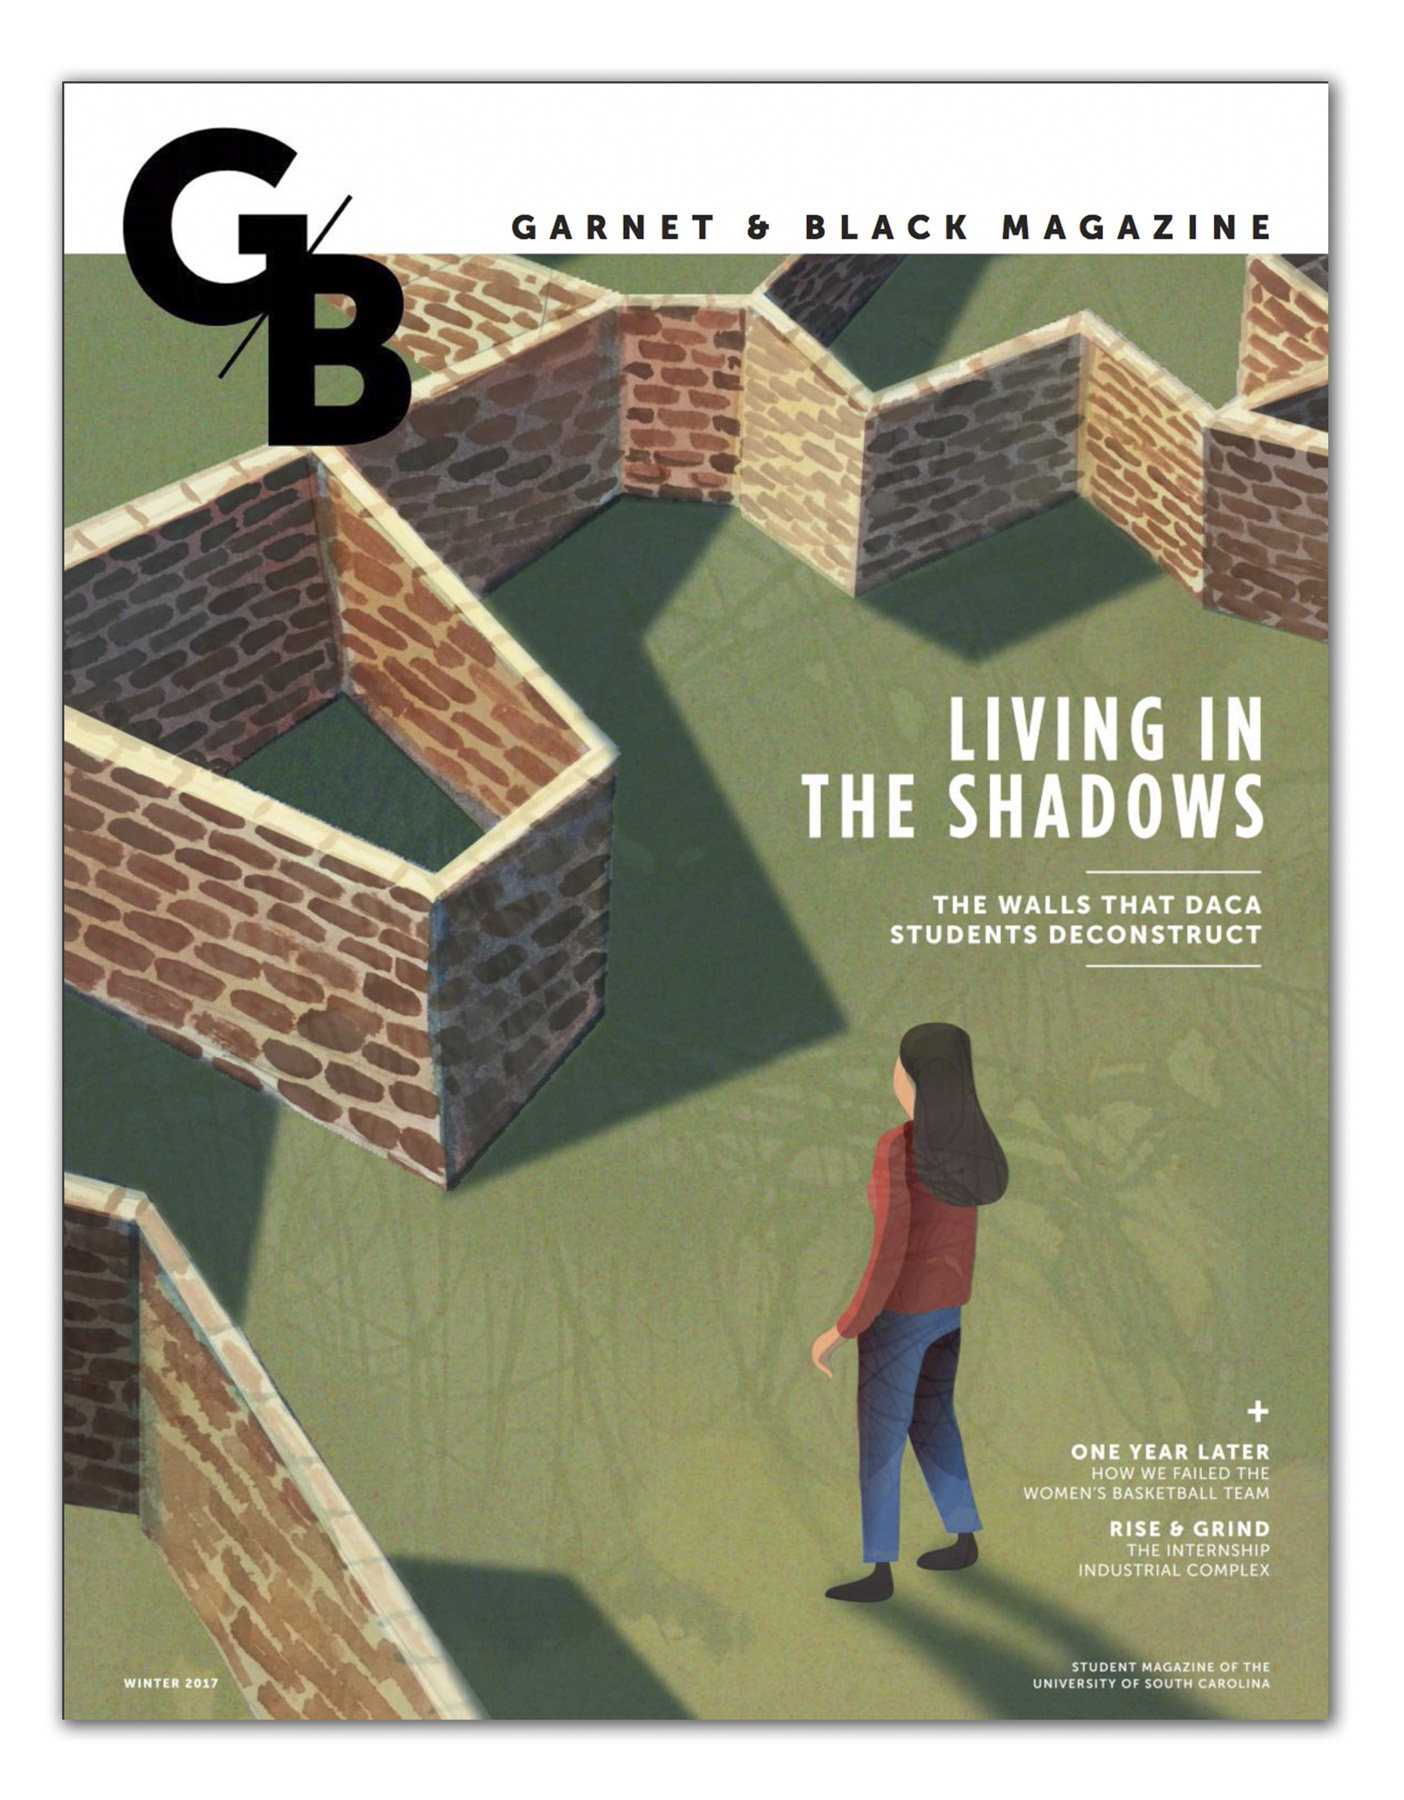 G/B
GARNET & BLACK MAGAZINE
LIVING IN
THE SHADOWS
THE WALLS THAT DACA
STUDENTS DECONSTRUCT
+
ONE YEAR LATER
HOW WE FAILED THE
WOMEN'S BASKETBALL TEAM
RISE & GRIND
THE INTERNSHIP
INDUSTRIAL COMPLEX
WINTER 2017
STUDENT MAGAZINE OF THE
UNIVERSITY OF SOUTH CAROLINA